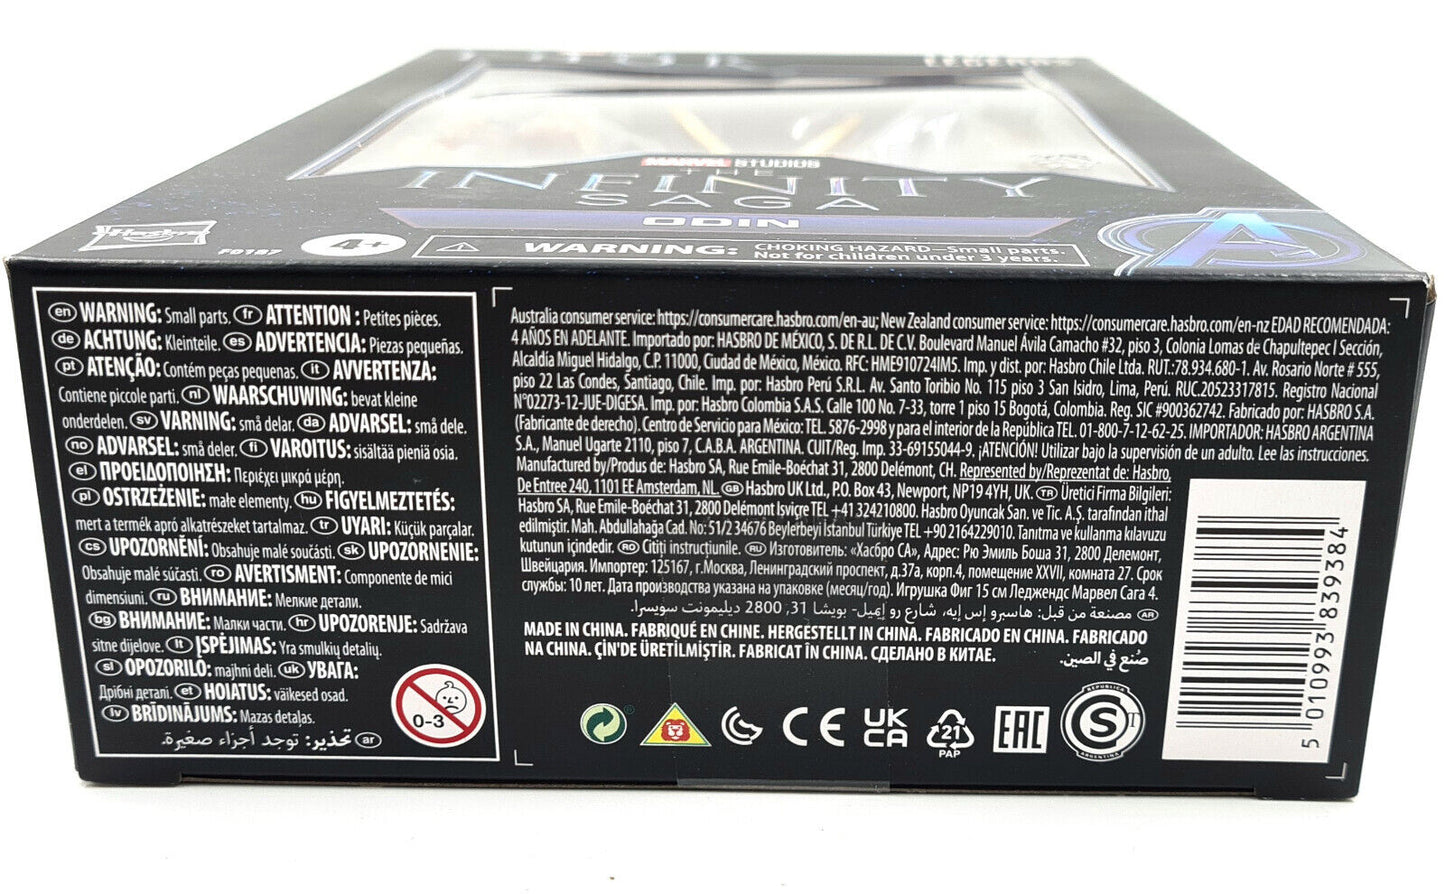 THOR
LEGENDS
MARVEL STUDIOS
THE
INFINITY
SAGA
ODIN
Hasbro
F0187
4+
WARNING: CHOKING HAZARD—Small parts.
Not for children under 3 years.
en WARNING: Small parts. fr ATTENTION : Petites pièces.
de ACHTUNG: Kleinteile. es ADVERTENCIA: Piezas pequeñas.
pt ATENÇÃO: Contém peças pequenas. it AVVERTENZA:
Contiene piccole parti. nl WAARSCHUWING: bevat kleine
onderdelen. sv VARNING: små delar. da ADVARSEL: små dele.
no ADVARSEL: små deler. fi VAROITUS: sisältää pieniä osia.
el ΠΡΟΕΙΔΟΠΟΙΗΣΗ: Περιέχει μικρά μέρη.
pl OSTRZEŻENIE: małe elementy. hu FIGYELMEZTETÉS:
mert a termék apró alkatrészeket tartalmaz. tr UYARI: Küçük parçalar.
cs UPOZORNĚNÍ: Obsahuje malé součásti. sk UPOZORNENIE:
Obsahuje malé súčasti. ro AVERTISMENT: Componente de mici
dimensiuni. ru ВНИМАНИЕ: Мелкие детали.
bg ВНИМАНИЕ: Малки части. hr UPOZORENJE: Sadržava
sitne dijelove. lt ĮSPĖJIMAS: Yra smulkių detalių.
sl OPOZORILO: majhni deli. uk УВАГА:
Дрібні деталі. et HOIATUS: väikesed osad.
lv BRĪDINĀJUMS: Mazas detaļas.
ar تحذير: توجد أجزاء صغيرة.
0-3
Australia consumer service: https://consumercare.hasbro.com/en-au; New Zealand consumer service: https://consumercare.hasbro.com/en-nz EDAD RECOMENDADA:
4 AÑOS EN ADELANTE. Importado por: HASBRO DE MÉXICO, S. DE R.L. DE C.V. Boulevard Manuel Ávila Camacho #32, piso 3, Colonia Lomas de Chapultepec I Sección,
Alcaldía Miguel Hidalgo, C.P. 11000, Ciudad de México, México. RFC: HME910724IM5. Imp. y dist. por: Hasbro Chile Ltda. RUT.:78.934.680-1. Av. Rosario Norte # 555,
piso 22 Las Condes, Santiago, Chile. Imp. por: Hasbro Perú S.R.L. Av. Santo Toribio No. 115 piso 3 San Isidro, Lima, Perú. RUC.20523317815. Registro Nacional
N°02273-12-JUE-DIGESA. Imp. por: Hasbro Colombia S.A.S. Calle 100 No. 7-33, torre 1 piso 15 Bogotá, Colombia. Reg. SIC #900362742. Fabricado por: HASBRO S.A.
(Fabricante de derecho). Centro de Servicio para México: TEL. 5876-2998 y para el interior de la República TEL. 01-800-7-12-62-25. IMPORTADOR: HASBRO ARGENTINA
S.A., Manuel Ugarte 2110, piso 7, C.A.B.A. ARGENTINA. CUIT/Reg. Imp. 33-69155044-9. ¡ATENCIÓN! Utilizar bajo la supervisión de un adulto. Lee las instrucciones.
Manufactured by/Produs de: Hasbro SA, Rue Emile-Boéchat 31, 2800 Delémont, CH. Represented by/Reprezentat de: Hasbro,
De Entree 240, 1101 EE Amsterdam, NL. GB Hasbro UK Ltd., P.O. Box 43, Newport, NP19 4YH, UK. TR Üretici Firma Bilgileri:
Hasbro SA, Rue Emile-Boéchat 31, 2800 Delémont Isviçre TEL +41 324210800. Hasbro Oyuncak San. ve Tic. A.Ş. tarafından ithal
edilmiştir. Mah. Abdullahağa Cad. No: 51/2 34676 Beylerbeyi Istanbul Türkiye TEL +90 2164229010. Tanıtma ve kullanma kılavuzu
kutunun içindedir. RO Citiți instrucțiunile. RU Изготовитель: «Хасбро СА», Адрес: Рю Эмиль Боша 31, 2800 Делемонт,
Швейцария. Импортер: 125167, г.Москва, Ленинградский проспект, д.37а, корп.4, помещение XXVII, комната 27. Срок
службы: 10 лет. Дата производства указана на упаковке (месяц/год). Игрушка Фиг 15 см Леджендс Марвел Сага 4.
AR مصنعة من قبل: هاسبرو إس إيه، شارع رو إيميل- بويشا 31, 2800 ديليمونت سويسرا.
MADE IN CHINA. FABRIQUÉ EN CHINE. HERGESTELLT IN CHINA. FABRICADO EN CHINA. FABRICADO
NA CHINA. ÇİN'DE ÜRETİLMİŞTİR. FABRICAT ÎN CHINA. СДЕЛАНО В КИТАЕ.
صُنع في الصين.
CE
UK
CA
21
PAP
EAC
REPUBLICA
S
ARGENTINA
5 010993 839384